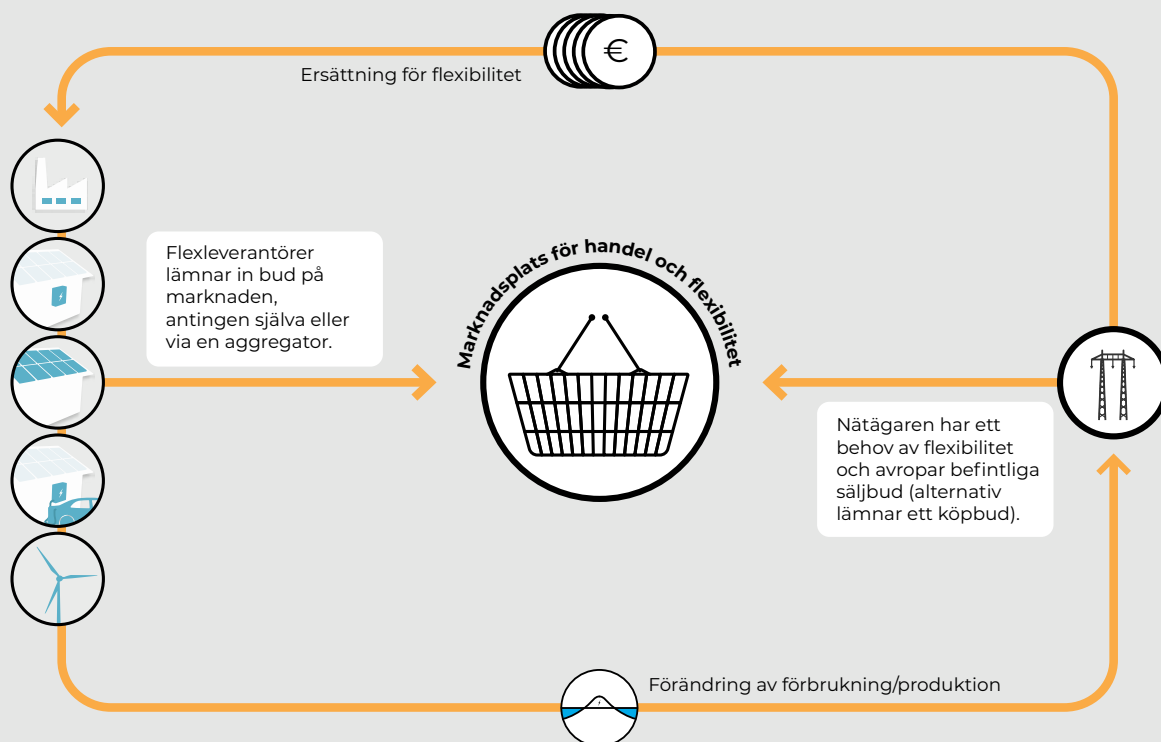 €
Ersättning för flexibilitet
Flexleverantörer
lämnar in bud på
marknaden,
antingen själva eller
via en aggregator.
Marknadsplats för handel och flexibilitet
Nätägaren har ett
behov av flexibilitet
och avropar befintliga
säljbud (alternativ
lämnar ett köpbud).
Förändring av förbrukning/produktion